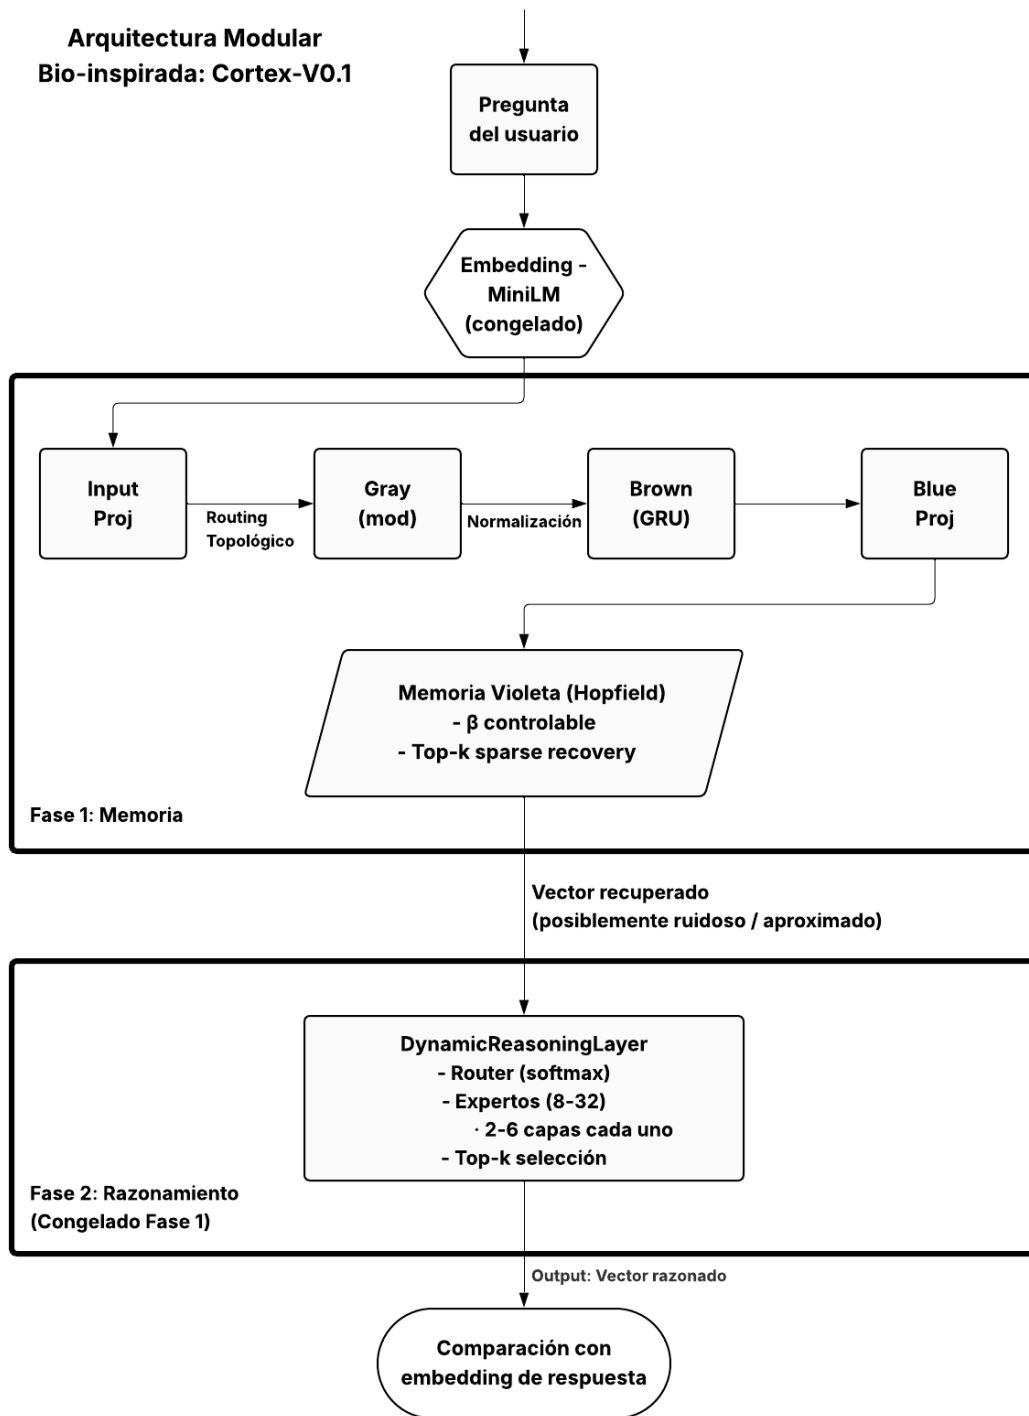 Arquitectura Modular
Bio-inspirada: Cortex-V0.1
Pregunta
del usuario
Embedding -
MiniLM
(congelado)
Input
Proj
Routing
Topológico
Gray
(mod)
Normalización
Brown
(GRU)
Blue
Proj
Memoria Violeta (Hopfield)
- β controlable
- Top-k sparse recovery
Fase 1: Memoria
Vector recuperado
(posiblemente ruidoso / aproximado)
DynamicReasoningLayer
- Router (softmax)
- Expertos (8-32)
· 2-6 capas cada uno
- Top-k selección
Fase 2: Razonamiento
(Congelado Fase 1)
Output: Vector razonado
Comparación con
embedding de respuesta